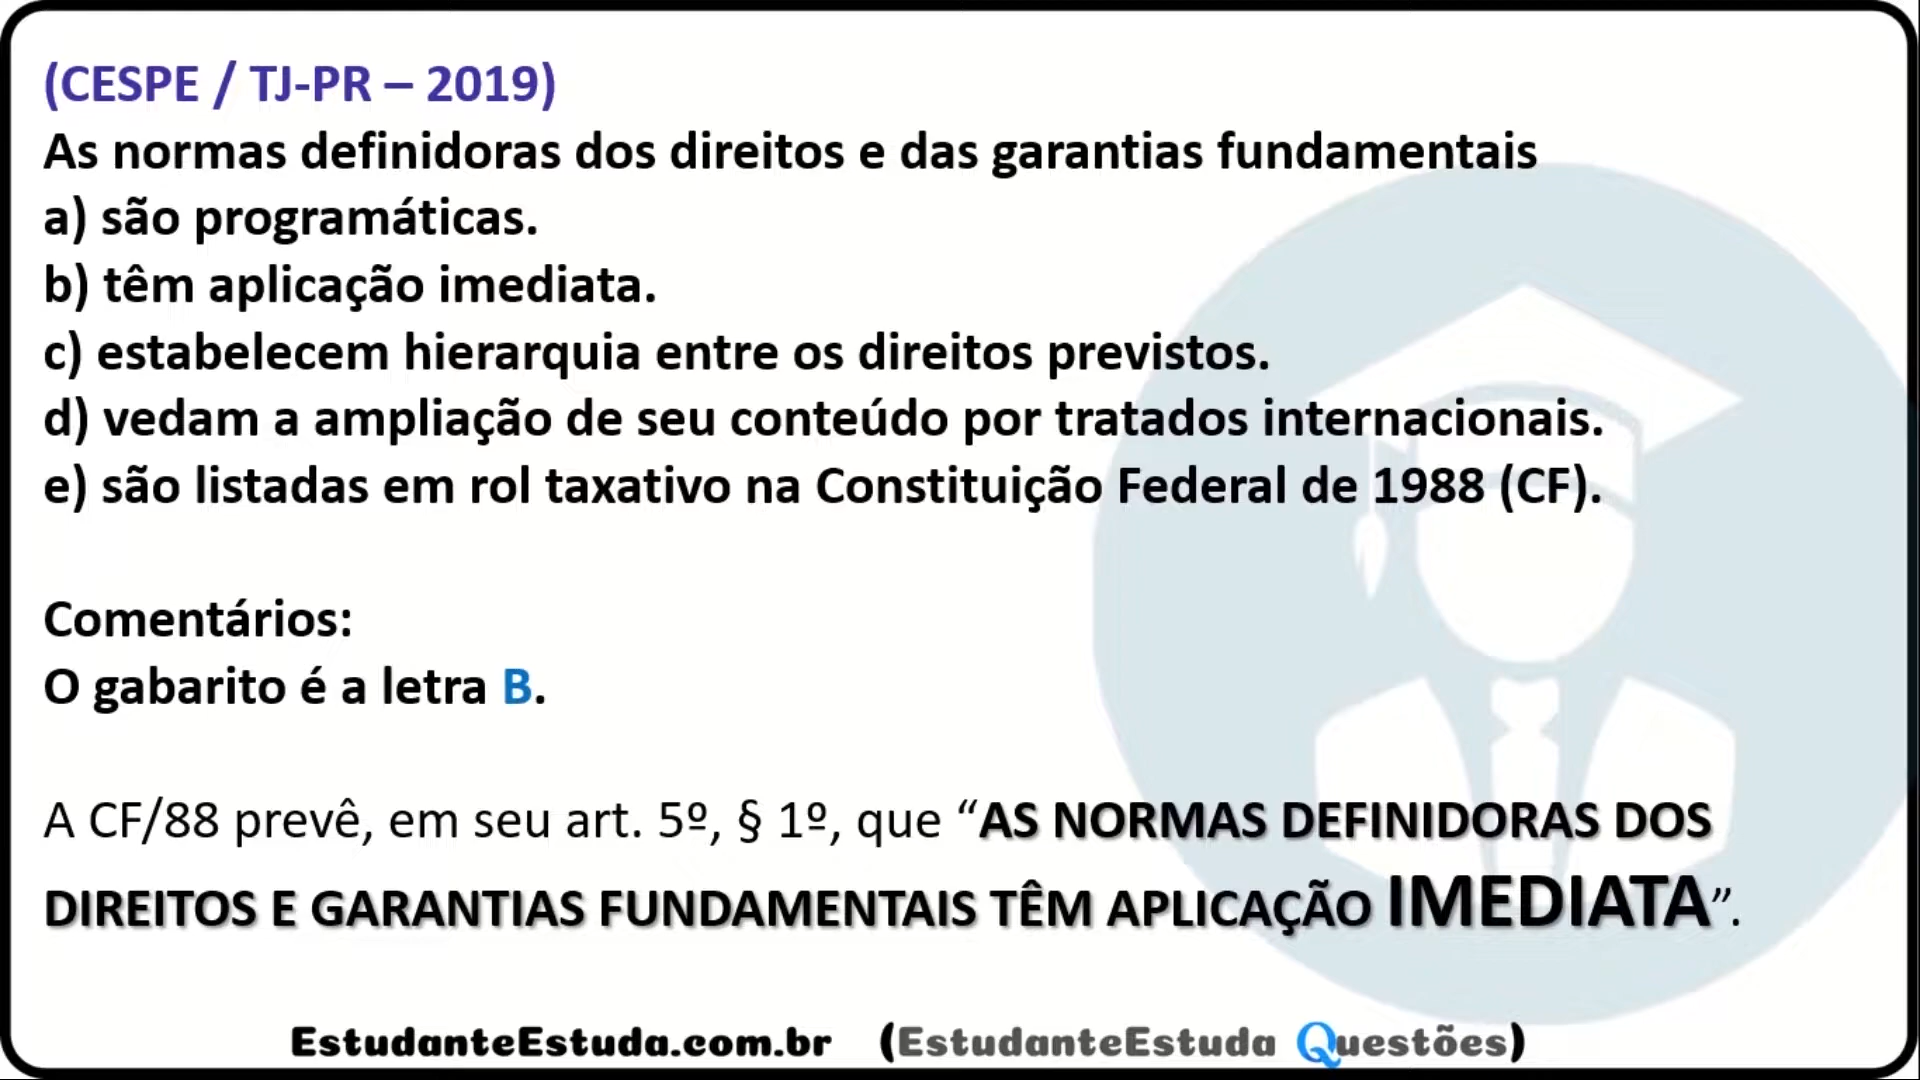 (CESPE / TJ-PR – 2019)
As normas definidoras dos direitos e das garantias fundamentais
a) são programáticas.
b) têm aplicação imediata.
c) estabelecem hierarquia entre os direitos previstos.
d) vedam a ampliação de seu conteúdo por tratados internacionais.
e) são listadas em rol taxativo na Constituição Federal de 1988 (CF).
Comentários:
O gabarito é a letra B.
A CF/88 prevê, em seu art. 5º, § 1º, que “AS NORMAS DEFINIDORAS DOS
DIREITOS E GARANTIAS FUNDAMENTAIS TÊM APLICAÇÃO IMEDIATA”.
EstudanteEstuda.com.br (EstudanteEstuda Questões)